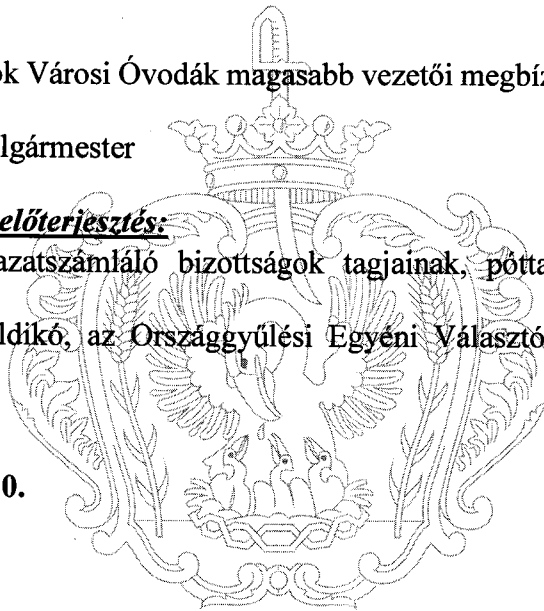 ok Városi Óvodák magasabb vezetői megbíz
lgármester
előterjesztés:
azatszámláló bizottságok tagjainak, pótta
ldikó, az Országgyűlési Egyéni Választó
0.